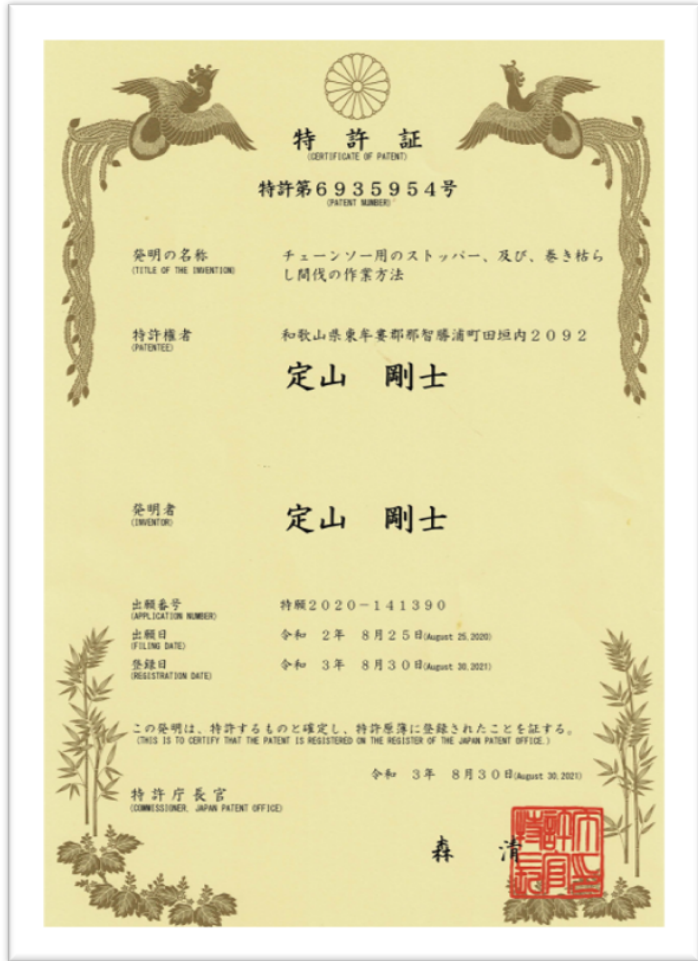 特許証
(CERTIFICATE OF PATENT)
特許第6935954号
(PATENT NUMBER)
発明の名称
(TITLE OF THE INVENTION)
チェーンソー用のストッパー、及び、巻き枯ら
し間伐の作業方法
特許権者
(PATENTEE)
和歌山県東牟婁郡那智勝浦町田垣内2092
定山 剛士
発明者
(INVENTOR)
定山 剛士
出願番号
(APPLICATION NUMBER)
特願2020-141390
出願日
(FILING DATE)
令和 2年 8月25日(August 25,2020)
登録日
(REGISTRATION DATE)
令和 3年 8月30日(August 30,2021)
この発明は、特許するものと確定し、特許原簿に登録されたことを証する。
(THIS IS TO CERTIFY THAT THE PATENT IS REGISTERED ON THE REGISTER OF THE JAPAN PATENT OFFICE.)
令和 3年 8月30日(August 30,2021)
特許庁長官
(COMMISSIONER, JAPAN PATENT OFFICE)
森 清